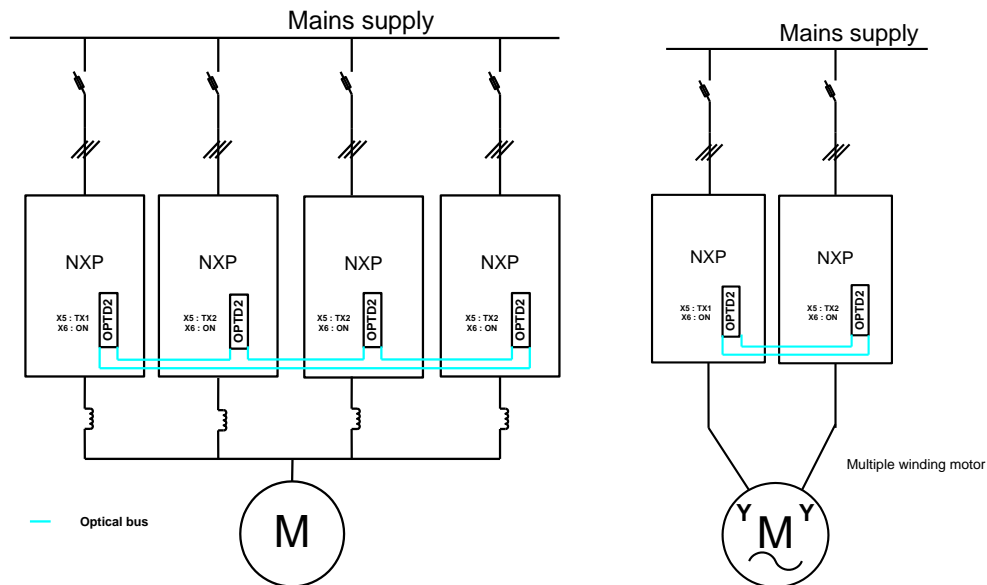 Mains supply
Mains supply
NXP
NXP
NXP
NXP
X5 : TX1
X6 : ON
OPTD2
X5 : TX2
X6 : ON
OPTD2
X5 : TX2
X6 : ON
OPTD2
X5 : TX2
X6 : ON
OPTD2
NXP
NXP
X5 : TX1
X6 : ON
OPTD2
X5 : TX2
X6 : ON
OPTD2
Multiple winding motor
Optical bus
M
Y M Y